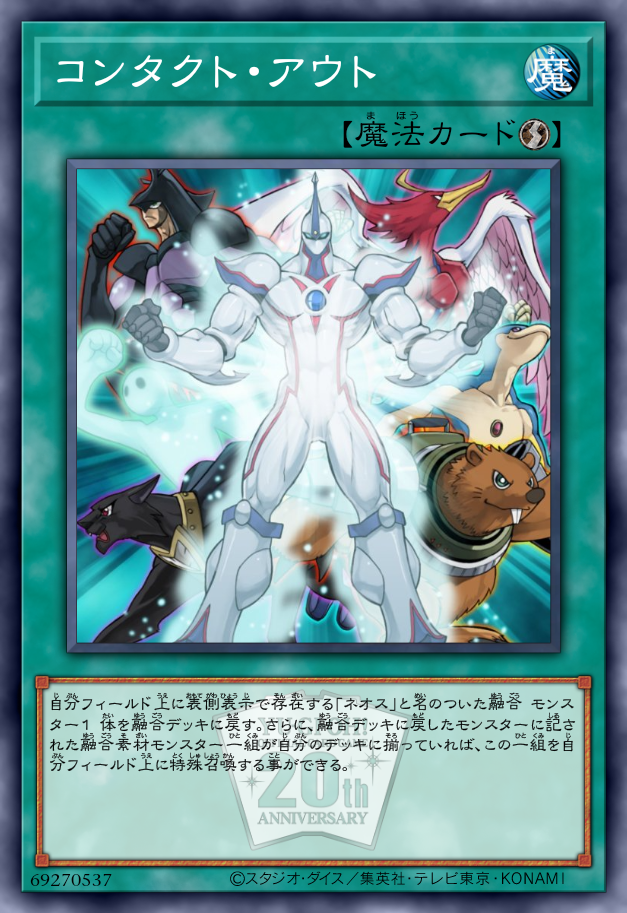 コンタクト・アウト
魔
【魔法カード】
自分フィールド上に表側表示で存在する「ネオス」と名のついた融合モンス
ター1体を融合デッキに戻す。さらに、融合デッキに戻したモンスターに記さ
れた融合素材モンスター一組が自分のデッキに揃っていれば、この一組を自
分フィールド上に特殊召喚する事ができる。
20th
ANNIVERSARY
69270537
©スタジオ・ダイス/集英社・テレビ東京・KONAMI